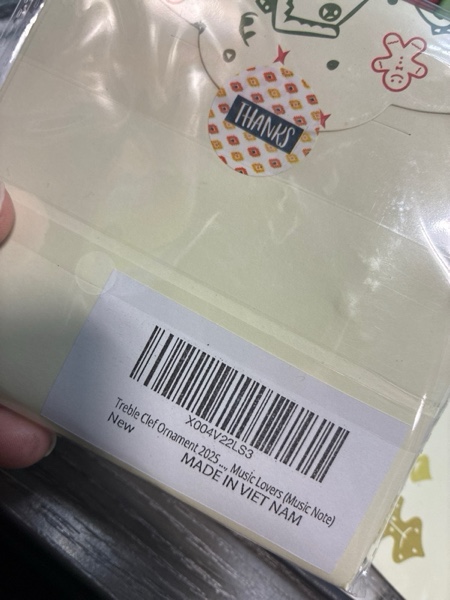 THANKS
X004V22LS3
Treble Clef Ornament 2025 ... Music Lovers (Music Note)
New
MADE IN VIET NAM